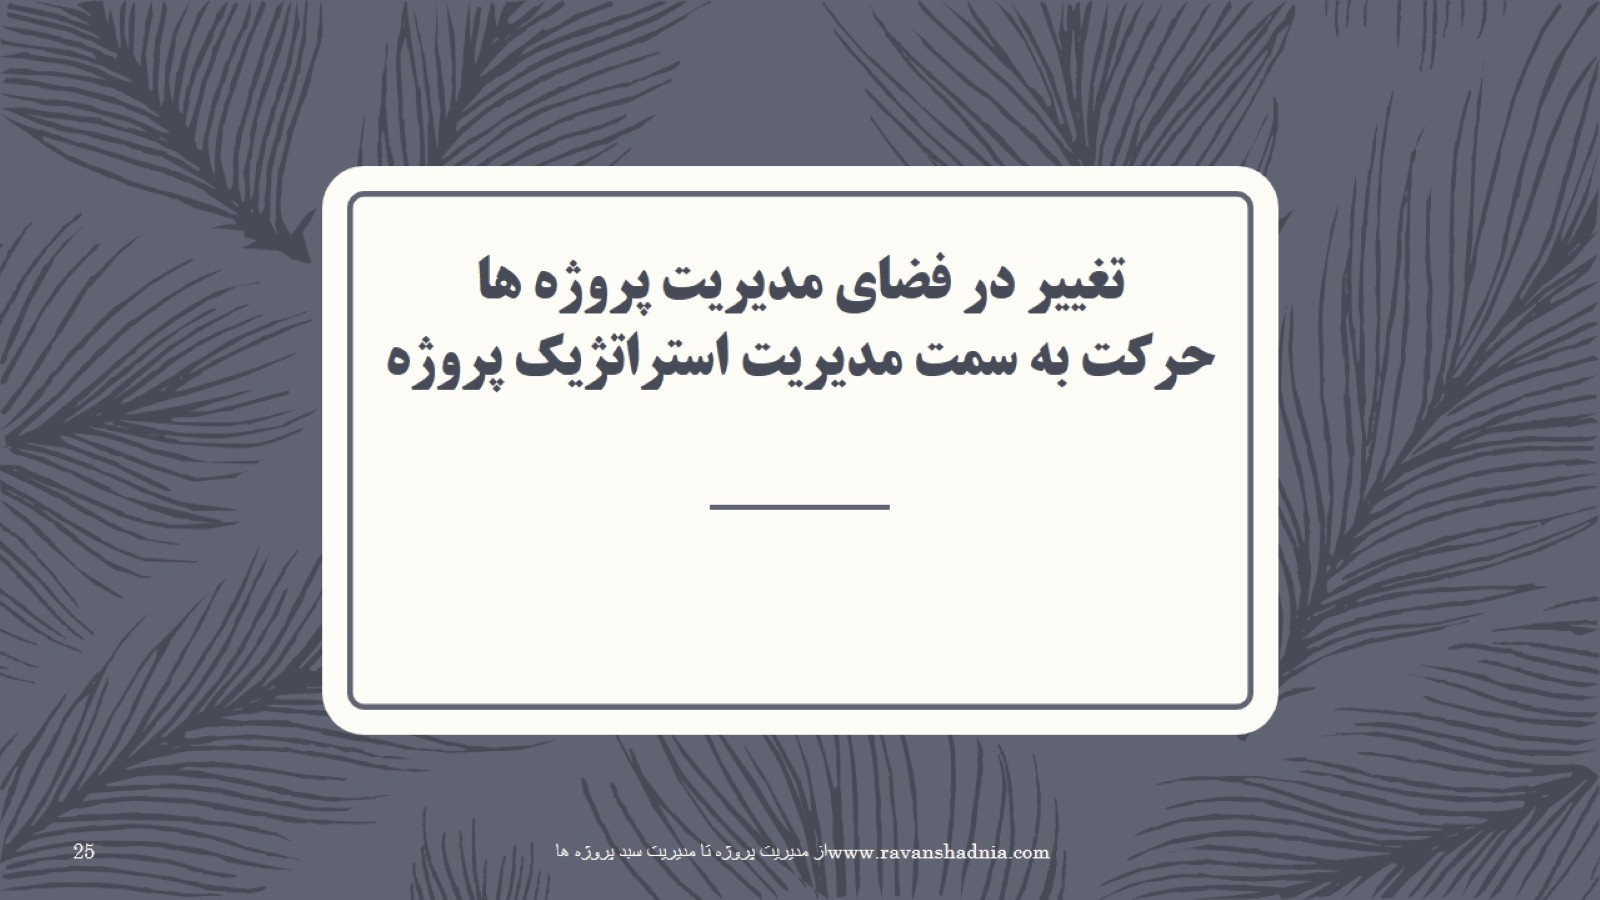 تغییر در فضای مدیریت پروژه ها
حرکت به سمت مدیریت استراتژیک پروژه
25
www.ravanshadnia.comاز مدیریت پروژه تا مدیریت سبد پروژه ها